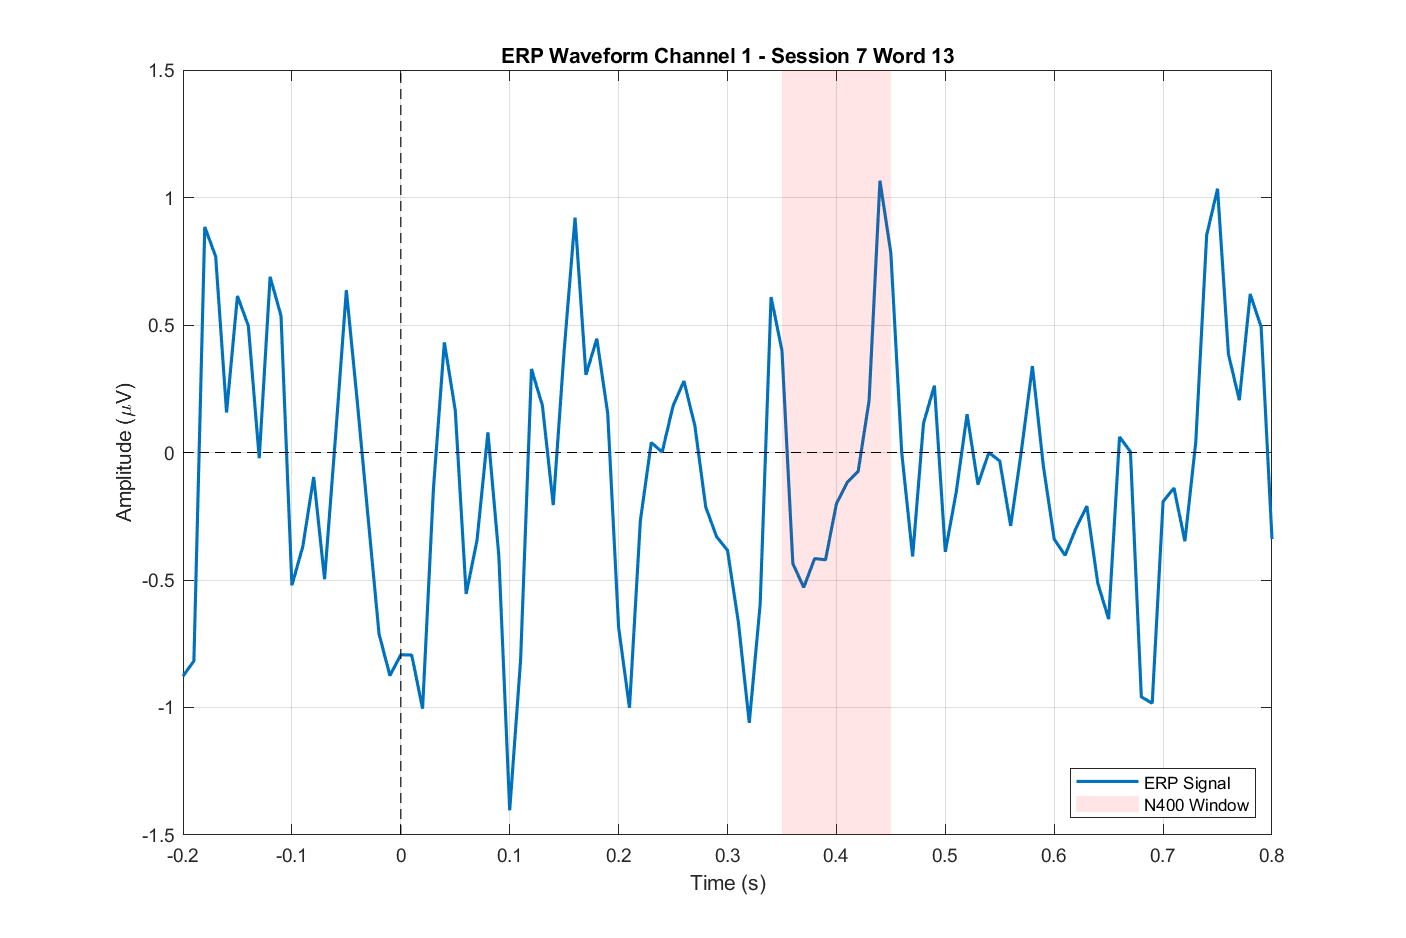 ERP Waveform Channel 1 - Session 7 Word 13
1.5
1
0.5
0
-0.5
-1
-1.5
Amplitude (μV)
-0.2 -0.1 0 0.1 0.2 0.3 0.4 0.5 0.6 0.7 0.8
Time (s)
ERP Signal
N400 Window